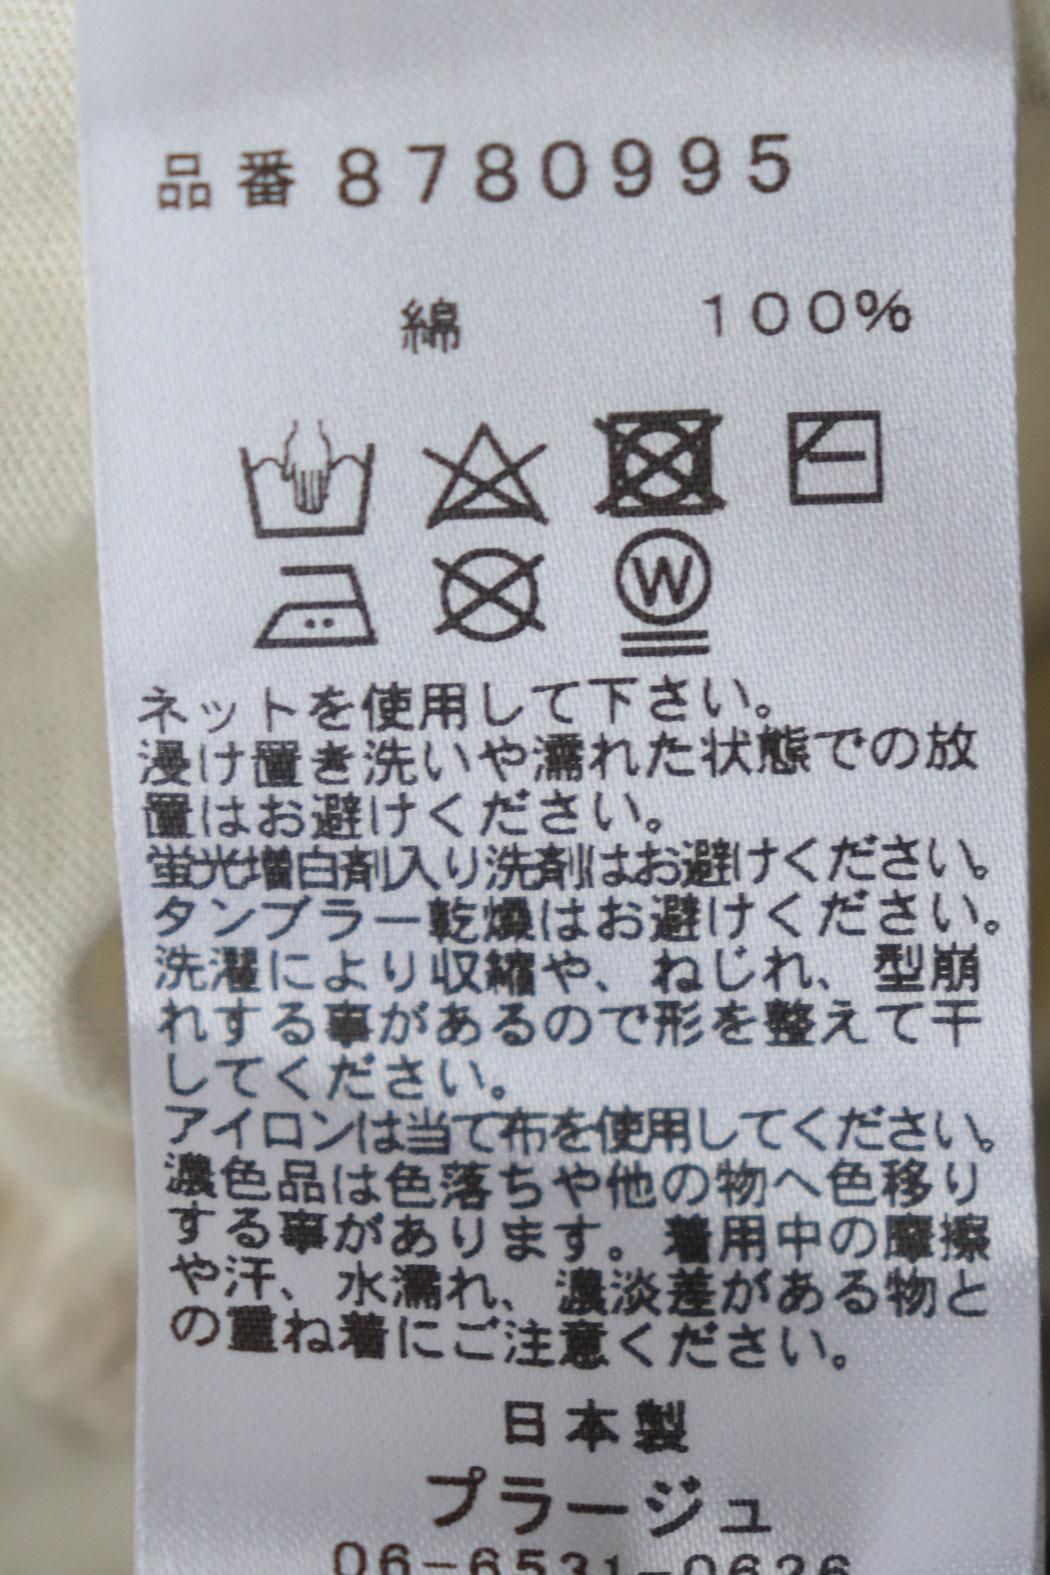 品番8780995
綿 100%
W
ネットを使用して下さい。
浸け置き洗いや濡れた状態での放
置はお避けください。
蛍光増白剤入り洗剤はお避けください。
タンブラー乾燥はお避けください。
洗濯により収縮や、ねじれ、型崩
れする事があるので形を整えて干
してください。
アイロンは当て布を使用してください。
濃色品は色落ちや他の物へ色移り
する事があります。着用中の摩擦
や汗、水濡れ、濃淡差がある物と
の重ね着にご注意ください。
日本製
プラージュ
06-6531-0626